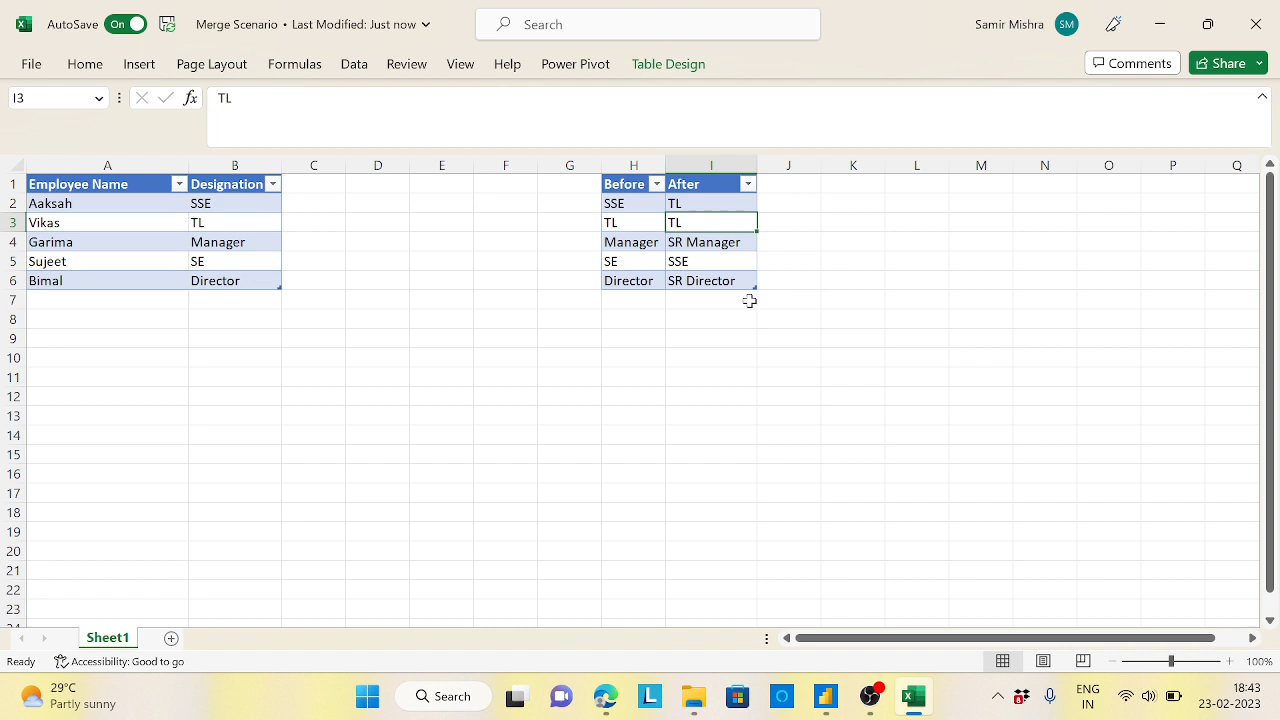 AutoSave On Merge Scenario • Last Modified: Just now Search Samir Mishra SM
File Home Insert Page Layout Formulas Data Review View Help Power Pivot Table Design Comments Share
I3 fx TL
A B C D E F G H I J K L M N O P Q
1 Employee Name Designation Before After
2 Aaksah SSE SSE TL
3 Vikas TL TL TL
4 Garima Manager Manager SR Manager
5 Sujeet SE SE SSE
6 Bimal Director Director SR Director
7
8
9
10
11
12
13
14
15
16
17
18
19
20
21
22
23
Sheet1
Ready Accessibility: Good to go 100%
29°C Search ENG 18:43
Partly sunny IN 23-02-2023